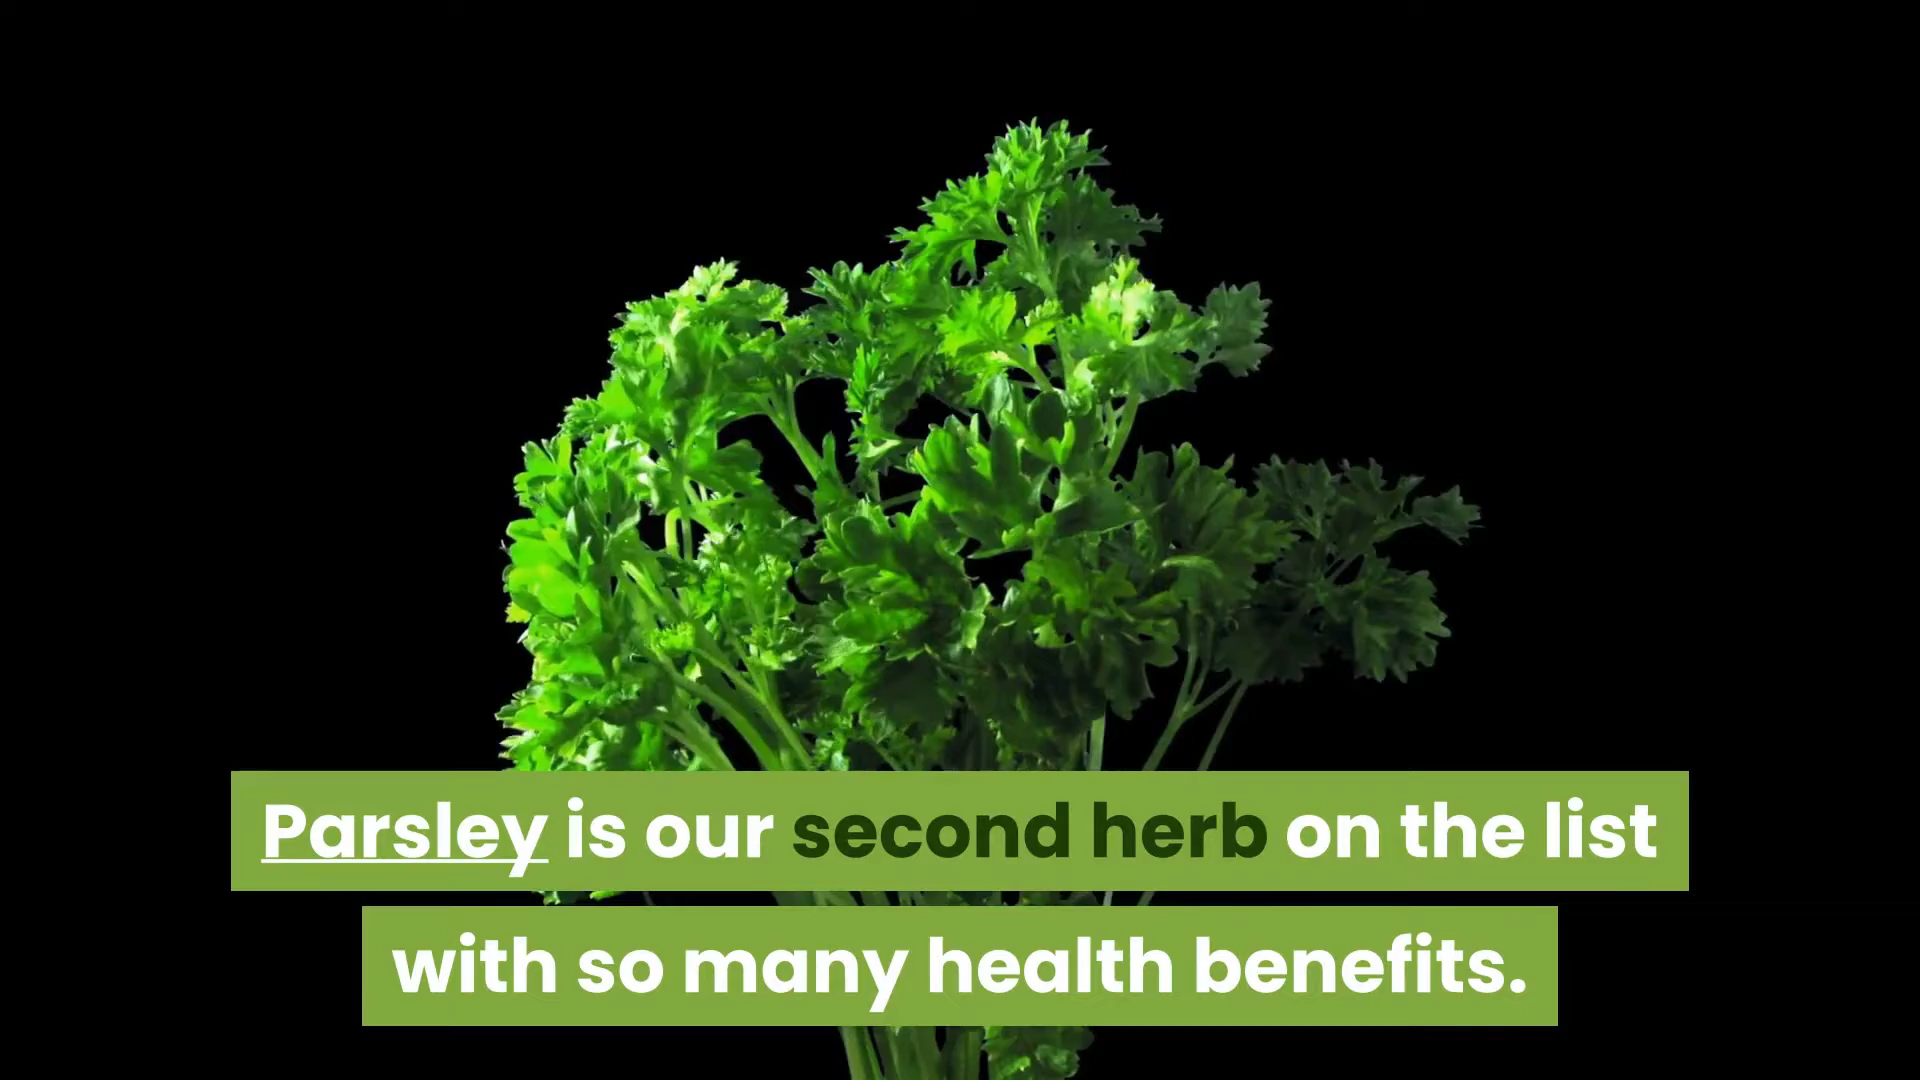 Parsley is our second herb on the list
with so many health benefits.